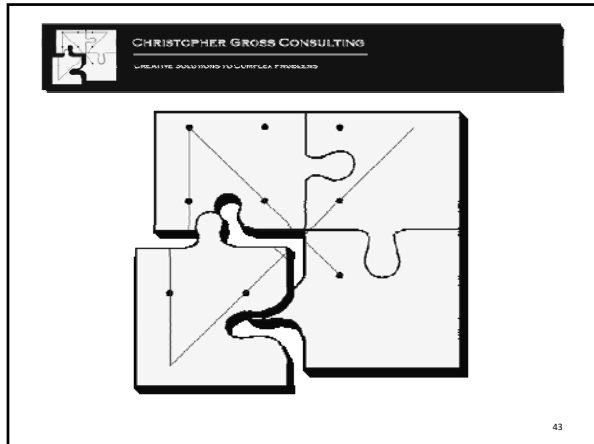 CHRISTOPHER GROSS CONSULTING
CREATIVE SOLUTIONS TO COMPLEX PROBLEMS
43